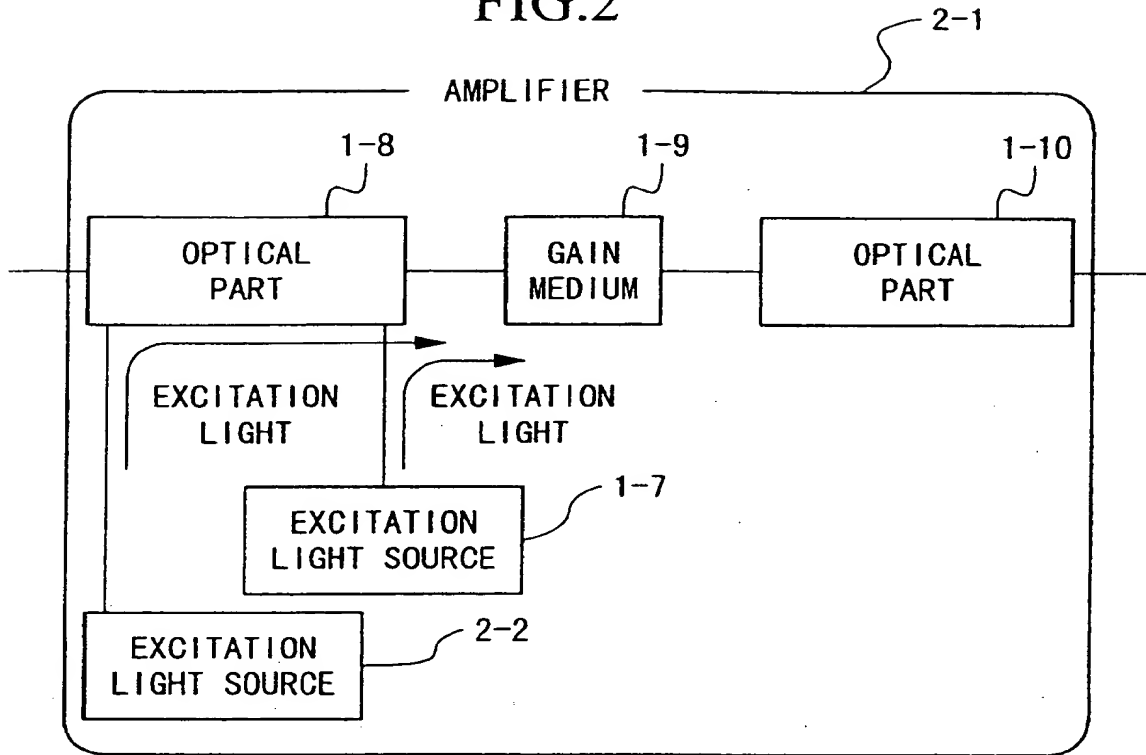 FIG.2
2-1
AMPLIFIER
1-8
1-9
1-10
OPTICAL
PART
GAIN
MEDIUM
OPTICAL
PART
EXCITATION
LIGHT
EXCITATION
LIGHT
1-7
EXCITATION
LIGHT SOURCE
2-2
EXCITATION
LIGHT SOURCE